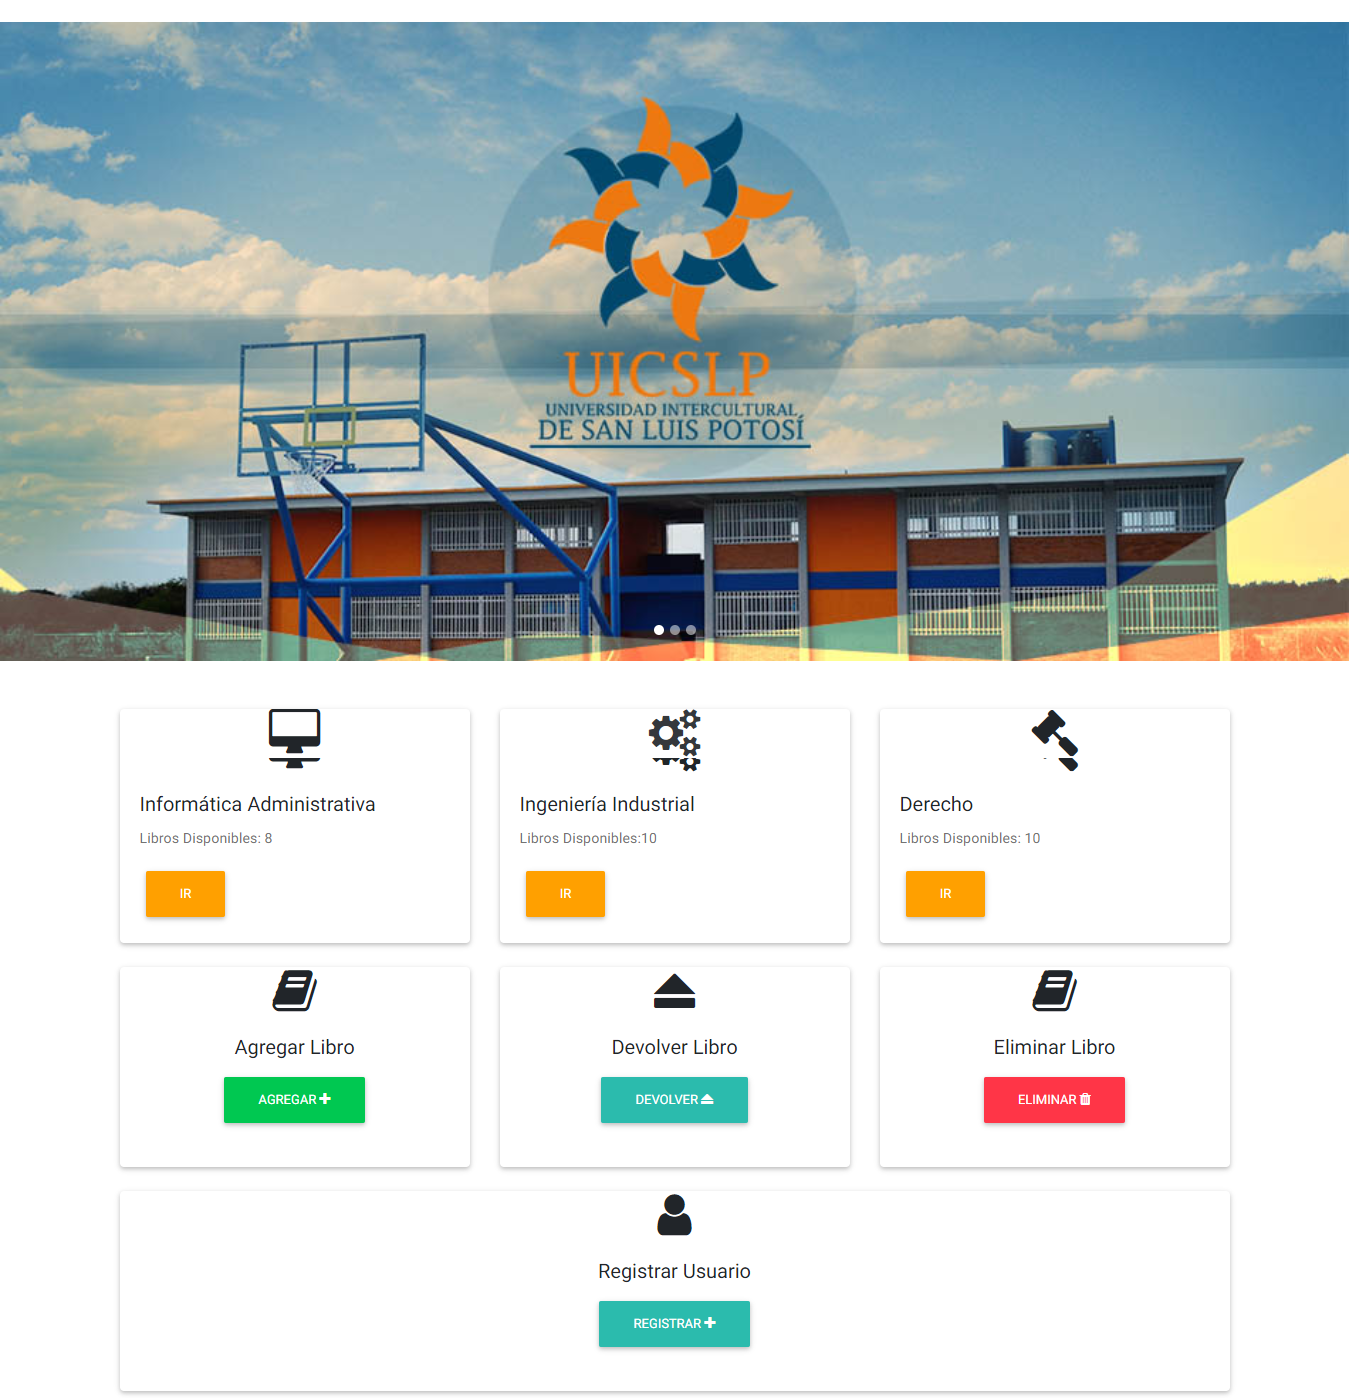 UICSLP
UNIVERSIDAD INTERCULTURAL
DE SAN LUIS POTOSÍ
Informática Administrativa
Libros Disponibles: 8
IR
Ingeniería Industrial
Libros Disponibles:10
IR
Derecho
Libros Disponibles: 10
IR
Agregar Libro
AGREGAR
Devolver Libro
DEVOLVER
Eliminar Libro
ELIMINAR
Registrar Usuario
REGISTRAR